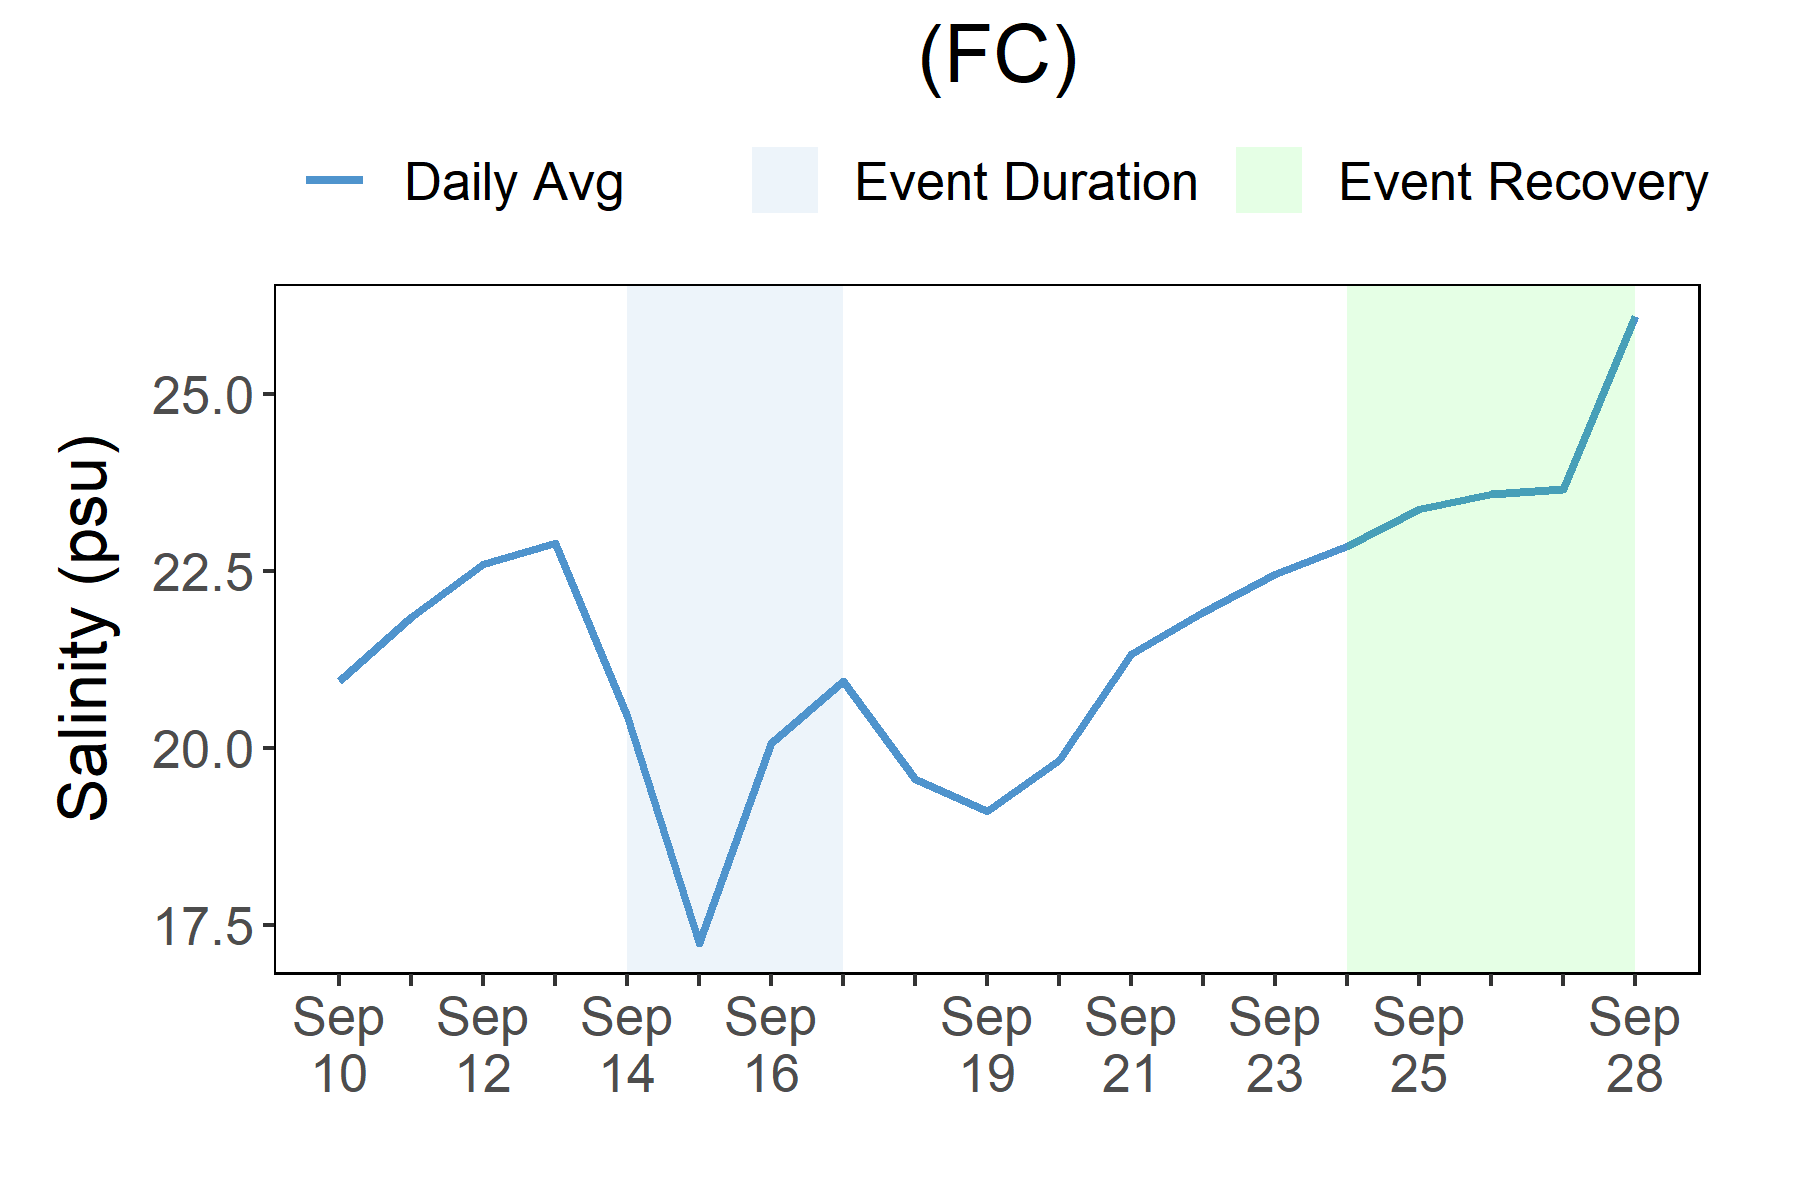 (FC)
Daily Avg Event Duration Event Recovery
Salinity (psu)
25.0
22.5
20.0
17.5
Sep Sep Sep Sep Sep Sep Sep Sep Sep
10 12 14 16 19 21 23 25 28